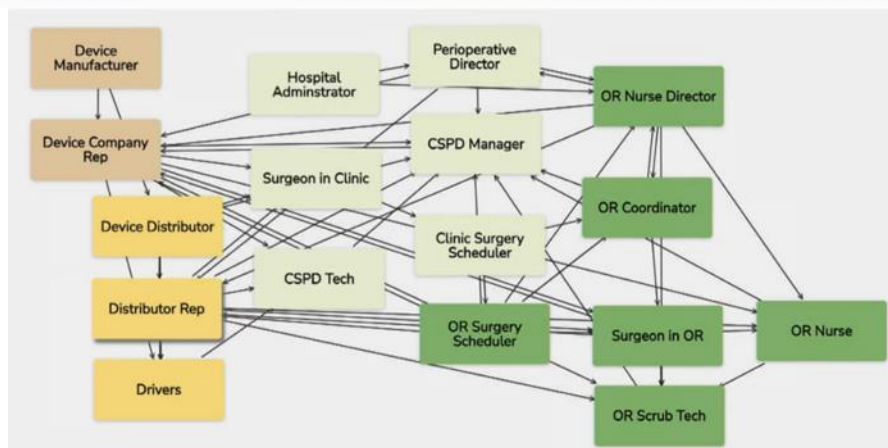 Device
Manufacturer
Hospital
Adminstrator
Perioperative
Director
OR Nurse Director
Device Company
Rep
CSPD Manager
Surgeon in Clinic
Device Distributor
OR Coordinator
Clinic Surgery
Scheduler
CSPD Tech
Distributor Rep
OR Surgery
Scheduler
Surgeon in OR
OR Nurse
Drivers
OR Scrub Tech